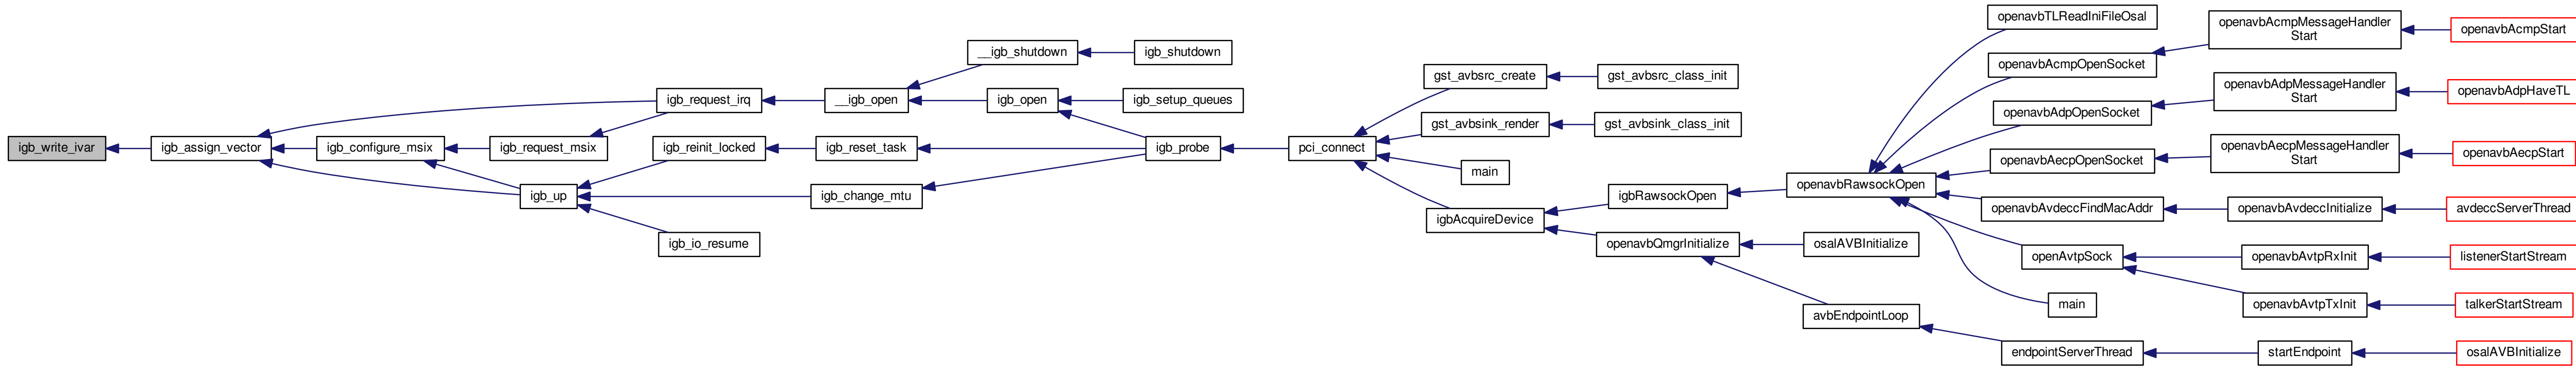 igb_write_ivar
igb_assign_vector
igb_request_irq
igb_configure_msix
igb_request_msix
igb_up
__igb_open
__igb_shutdown
igb_shutdown
igb_open
igb_setup_queues
igb_reinit_locked
igb_reset_task
igb_change_mtu
igb_io_resume
igb_probe
pci_connect
gst_avbsrc_create
gst_avbsrc_class_init
gst_avbsink_render
gst_avbsink_class_init
main
igbAcquireDevice
igbRawsockOpen
openavbQmgrInitialize
osalAVBInitialize
avbEndpointLoop
openavbRawsockOpen
openavbTLReadIniFileOsal
openavbAcmpOpenSocket
openavbAcmpMessageHandler
Start
openavbAcmpStart
openavbAdpOpenSocket
openavbAdpMessageHandler
Start
openavbAdpHaveTL
openavbAecpOpenSocket
openavbAecpMessageHandler
Start
openavbAecpStart
openavbAvdeccFindMacAddr
openavbAvdeccInitialize
avdeccServerThread
openAvtpSock
openavbAvtpRxInit
listenerStartStream
main
openavbAvtpTxInit
talkerStartStream
endpointServerThread
startEndpoint
osalAVBInitialize